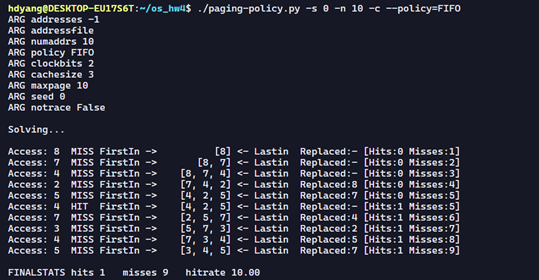 hdyang@DESKTOP-EU17S6T:~/os_hw4$ ./paging-policy.py -s 0 -n 10 -c --policy=FIFO
ARG addresses -1
ARG addressfile
ARG numaddrs 10
ARG policy FIFO
ARG clockbits 2
ARG cachesize 3
ARG maxpage 10
ARG seed 0
ARG notrace False
Solving...
Access: 8  MISS FirstIn ->          [8] <- Lastin  Replaced:- [Hits:0 Misses:1]
Access: 7  MISS FirstIn ->       [8, 7] <- Lastin  Replaced:- [Hits:0 Misses:2]
Access: 4  MISS FirstIn ->    [8, 7, 4] <- Lastin  Replaced:- [Hits:0 Misses:3]
Access: 2  MISS FirstIn ->    [7, 4, 2] <- Lastin  Replaced:8 [Hits:0 Misses:4]
Access: 5  MISS FirstIn ->    [4, 2, 5] <- Lastin  Replaced:7 [Hits:0 Misses:5]
Access: 4  HIT  FirstIn ->    [4, 2, 5] <- Lastin  Replaced:- [Hits:1 Misses:5]
Access: 7  MISS FirstIn ->    [2, 5, 7] <- Lastin  Replaced:4 [Hits:1 Misses:6]
Access: 3  MISS FirstIn ->    [5, 7, 3] <- Lastin  Replaced:2 [Hits:1 Misses:7]
Access: 4  MISS FirstIn ->    [7, 3, 4] <- Lastin  Replaced:5 [Hits:1 Misses:8]
Access: 5  MISS FirstIn ->    [3, 4, 5] <- Lastin  Replaced:7 [Hits:1 Misses:9]
FINALSTATS hits 1   misses 9   hitrate 10.00